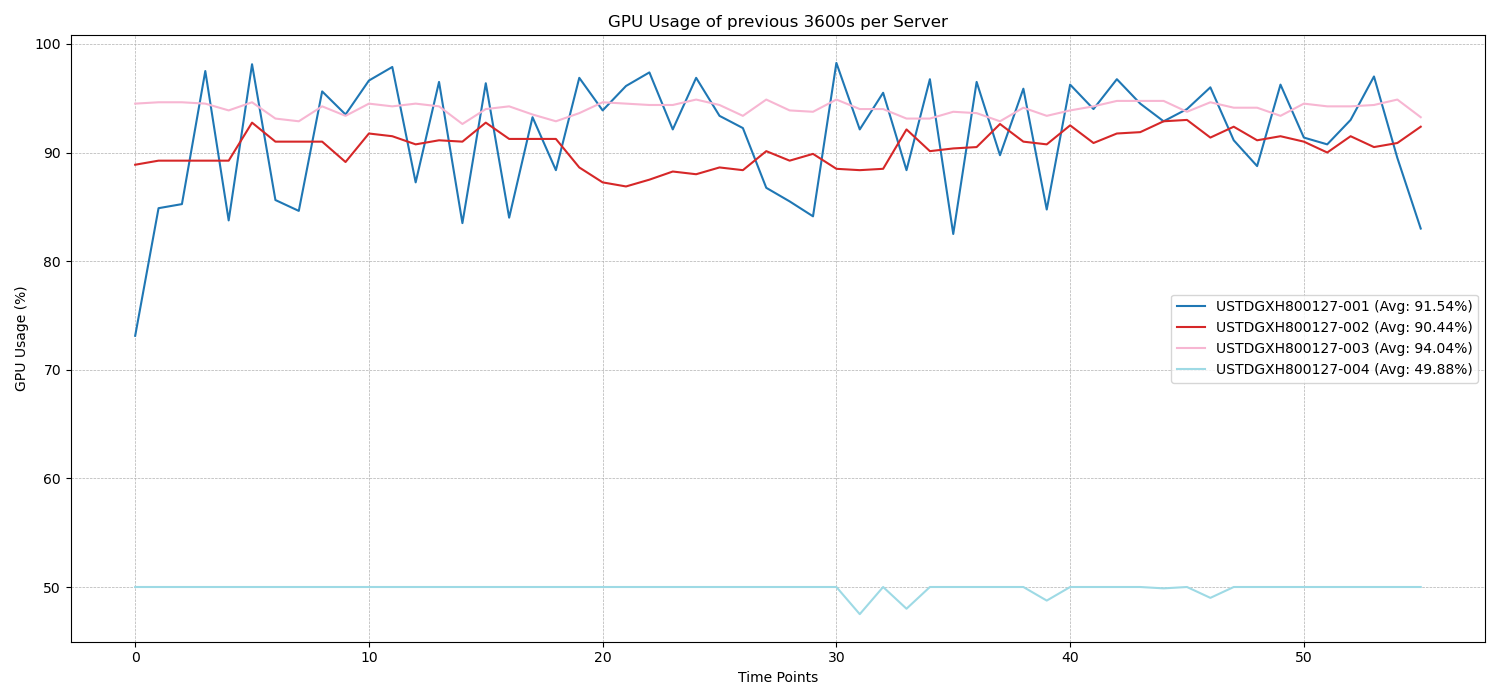 GPU Usage of previous 3600s per Server
GPU Usage (%)
100
90
80
70
60
50
USTDGXH800127-001 (Avg: 91.54%)
USTDGXH800127-002 (Avg: 90.44%)
USTDGXH800127-003 (Avg: 94.04%)
USTDGXH800127-004 (Avg: 49.88%)
0 10 20 30 40 50
Time Points